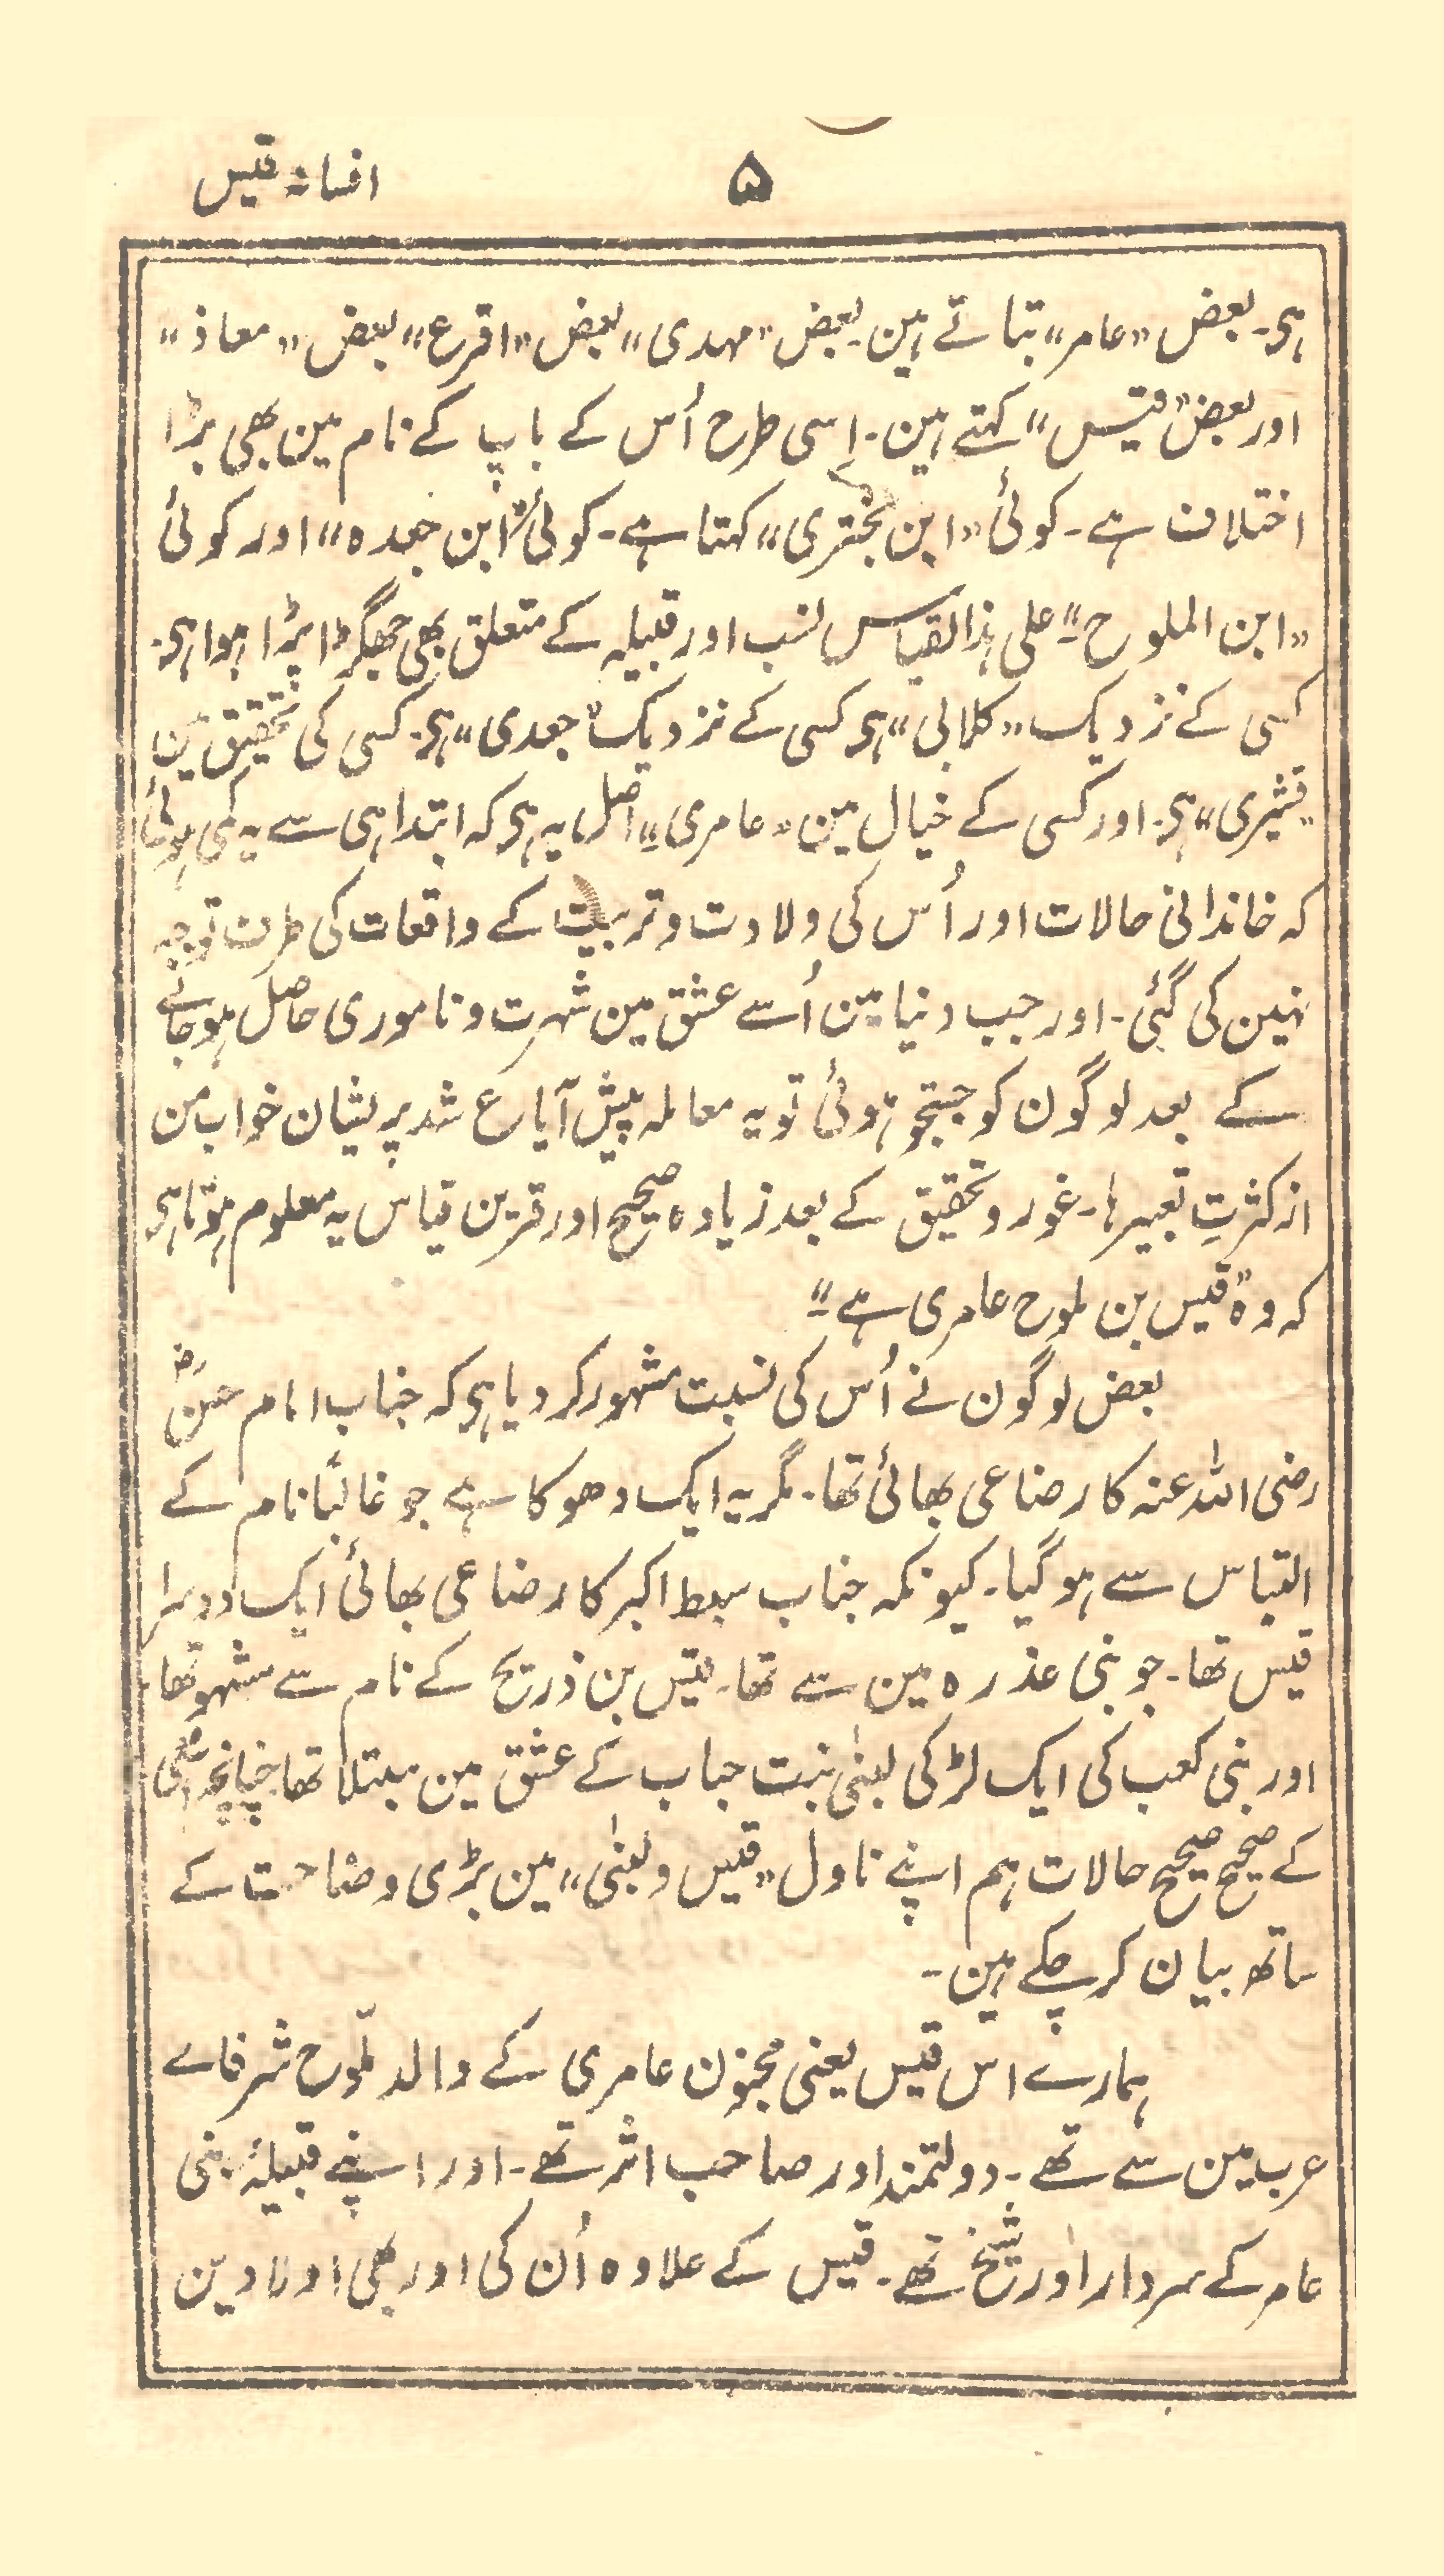 ۵
افسانہ قیس
ہی۔ بعض "عامر" بتاتے ہین۔ بعض "مہدی" بعض "اقرع" بعض "معاذ"
اور بعض "قیس" کہتے ہین۔ اِسی طرح اُس کے باپ کے نام مین بھی بڑا
اختلاف ہے۔ کوئی "ابن بختری" کہتا ہے۔ کوئی "ابن جعدہ" اور کوئی
"ابن الملوح"۔ علی ہذا القیاس نسب اور قبیلہ کے متعلق بھی جھگڑا پڑا ہوا ہی۔
کسی کے نزدیک "کلابی" ہی کسی کے نزدیک "جعدی" ہی۔ کسی کی تحقیق مین
"قشیری" ہی۔ اور کسی کے خیال مین "عامری"۔ اصل یہ ہی کہ ابتدا ہی سے یہ کمی ہوگئی
کہ خاندانی حالات اور اُس کی ولادت و تربیت کے واقعات کی طرف توجہ
نہین کی گئی۔ اور جب دنیا مین اُسے عشق مین شہرت و ناموری حاصل ہو جانے
کے بعد لوگون کو جستجو ہوئی تو یہ معاملہ پیش آیا ع شد پریشان خواب من
از کثرتِ تعبیر ہا۔ غور و تحقیق کے بعد زیادہ صحیح اور قرین قیاس یہ معلوم ہوتا ہی
کہ وہ "قیس بن ملوح عامری ہے"۔
بعض لوگون نے اُس کی نسبت مشہور کر دیا ہی کہ جناب امام حسنؓ
رضی اللہ عنہ کا رضاعی بھائی تھا۔ مگر یہ ایک دھوکا ہے جو غالبًا نام کے
التباس سے ہو گیا۔ کیونکہ جناب سبط اکبر کا رضاعی بھائی ایک دوسرا
قیس تھا۔ جو بنی عذرہ مین سے تھا۔ قیس بن ذریح کے نام سے مشہور تھا
اور بنی کعب کی ایک لڑکی لبنٰی بنت حباب کے عشق مین مبتلا تھا چنانچہ اُس
کے صحیح صحیح حالات ہم اپنے ناول "قیس و لبنٰی" مین بڑی وضاحت کے
ساتھ بیان کر چکے ہین۔
ہمارے اس قیس یعنی مجنون عامری کے والد ملّوح شرفاے
عرب مین سے تھے۔ دولتمند اور صاحب اثر تھے۔ اور اپنے قبیلۂ بنی
عامر کے سردار اور شیخ تھے۔ قیس کے علاوہ اُن کی اور بھی اولادین